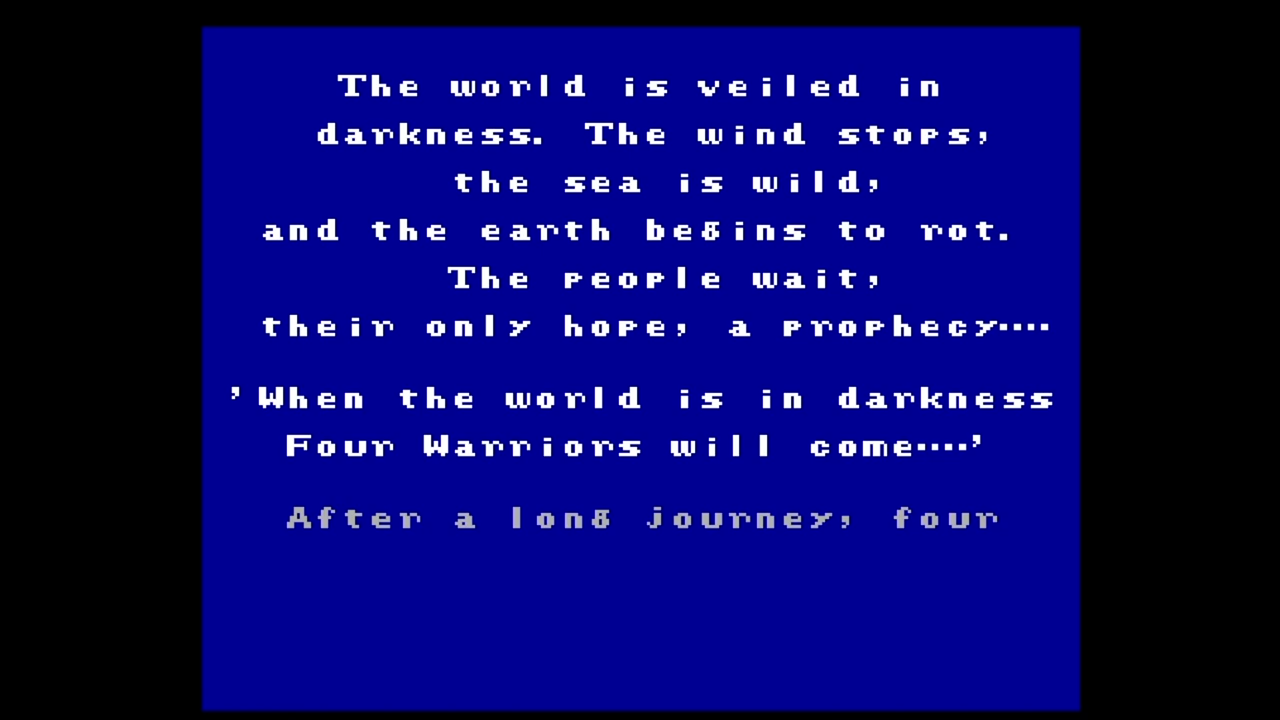 The world is veiled in
darkness. The wind stops,
the sea is wild,
and the earth begins to rot.
The people wait,
their only hope, a prophecy....
'When the world is in darkness
Four Warriors will come....'
After a long journey, four